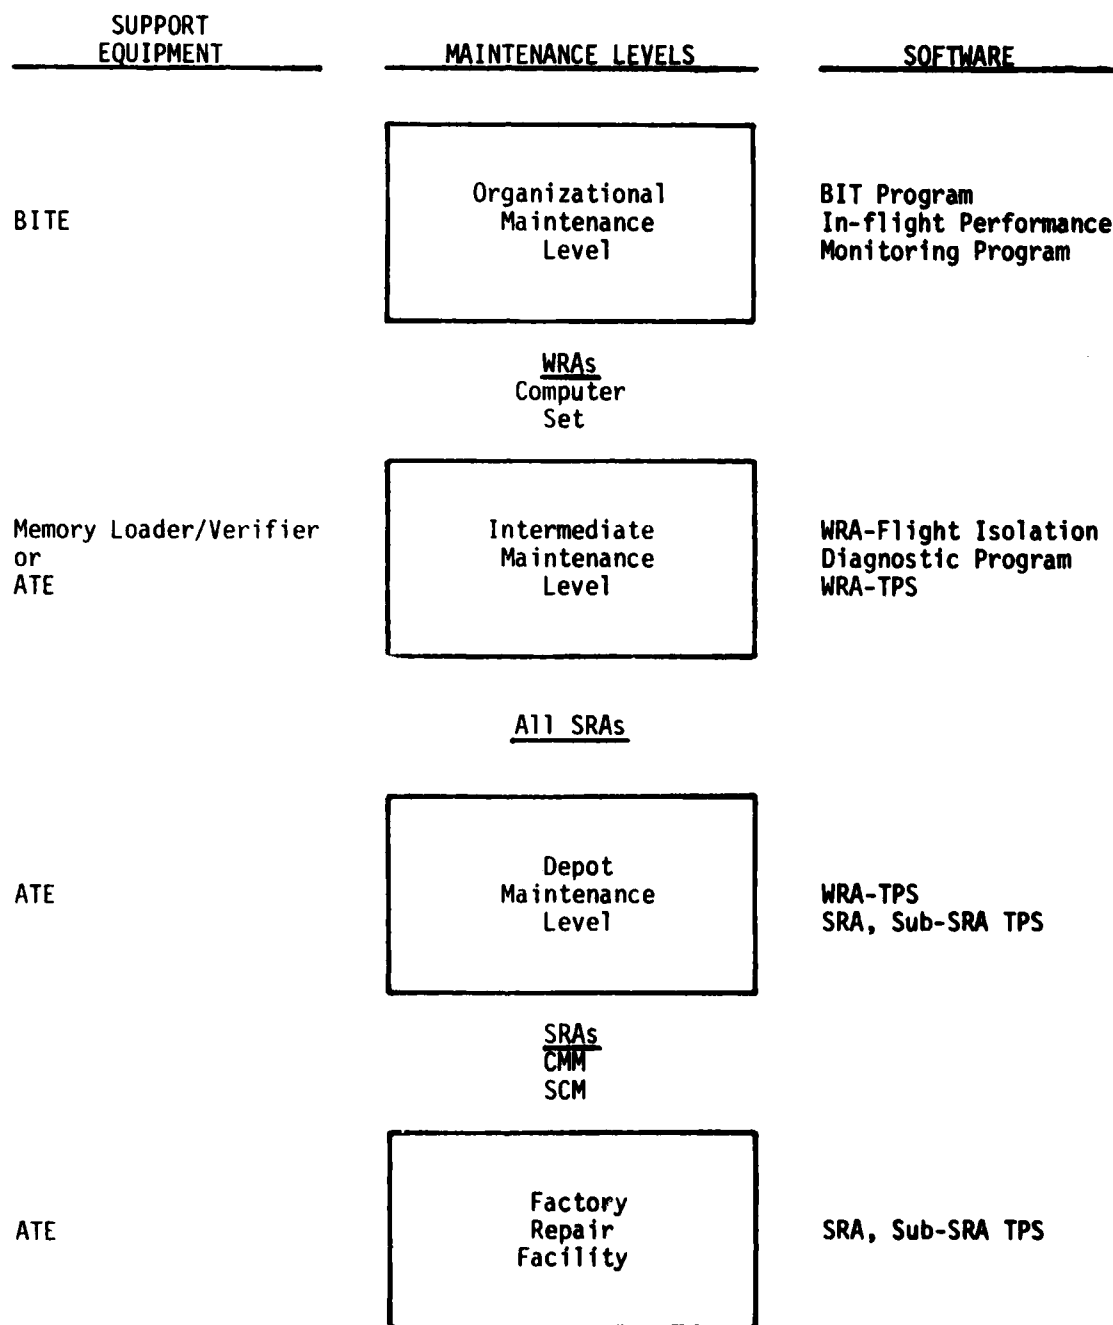 SUPPORT
EQUIPMENT
MAINTENANCE LEVELS
SOFTWARE
BITE
Organizational
Maintenance
Level
BIT Program
In-flight Performance
Monitoring Program
WRAs
Computer
Set
Memory Loader/Verifier
or
ATE
Intermediate
Maintenance
Level
WRA-Flight Isolation
Diagnostic Program
WRA-TPS
All SRAs
ATE
Depot
Maintenance
Level
WRA-TPS
SRA, Sub-SRA TPS
SRAs
CMM
SCM
ATE
Factory
Repair
Facility
SRA, Sub-SRA TPS